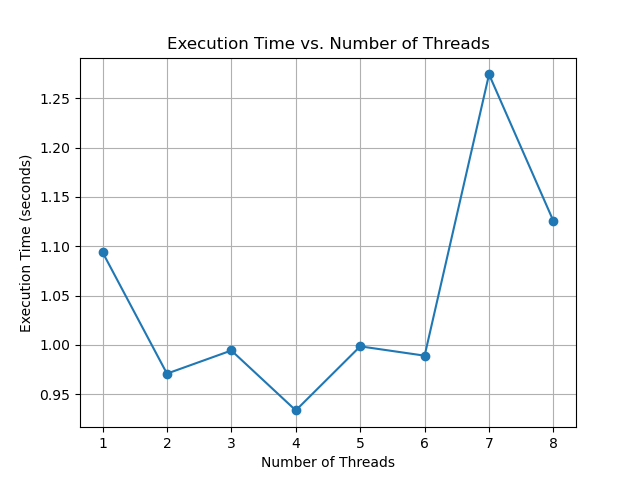 Execution Time vs. Number of Threads
Execution Time (seconds)
1.25
1.20
1.15
1.10
1.05
1.00
0.95
1 2 3 4 5 6 7 8
Number of Threads